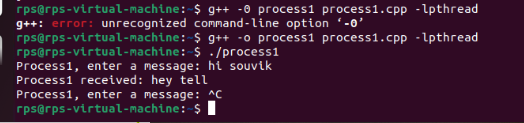 rps@rps-virtual-machine:~$ g++ -0 process1 process1.cpp -lpthread
g++: error: unrecognized command-line option ‘-0’
rps@rps-virtual-machine:~$ g++ -o process1 process1.cpp -lpthread
rps@rps-virtual-machine:~$ ./process1
Process1, enter a message: hi souvik
Process1 received: hey tell
Process1, enter a message: ^C
rps@rps-virtual-machine:~$